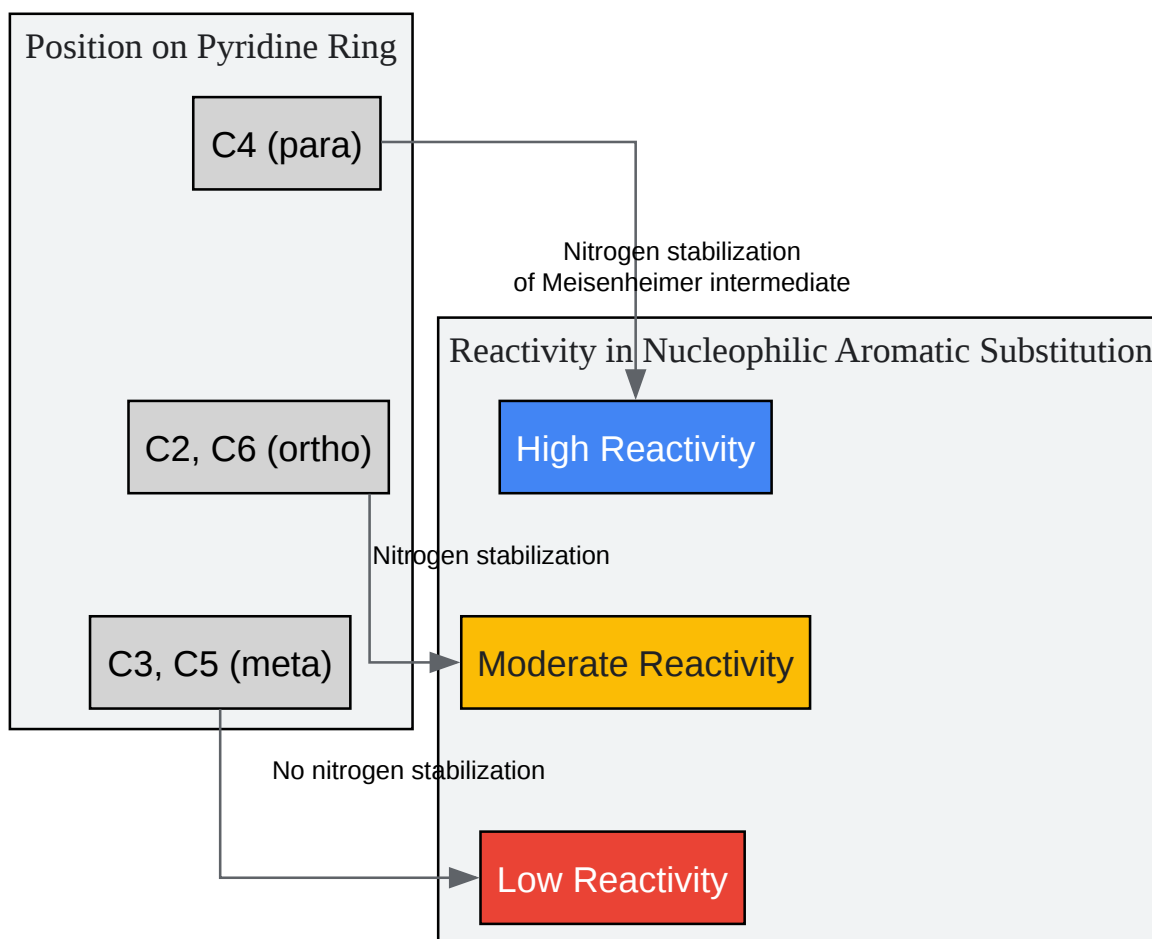 Position on Pyridine Ring
C4 (para)
Nitrogen stabilization
of Meisenheimer intermediate
Reactivity in Nucleophilic Aromatic Substitution
C2, C6 (ortho)
High Reactivity
Nitrogen stabilization
C3, C5 (meta)
Moderate Reactivity
No nitrogen stabilization
Low Reactivity